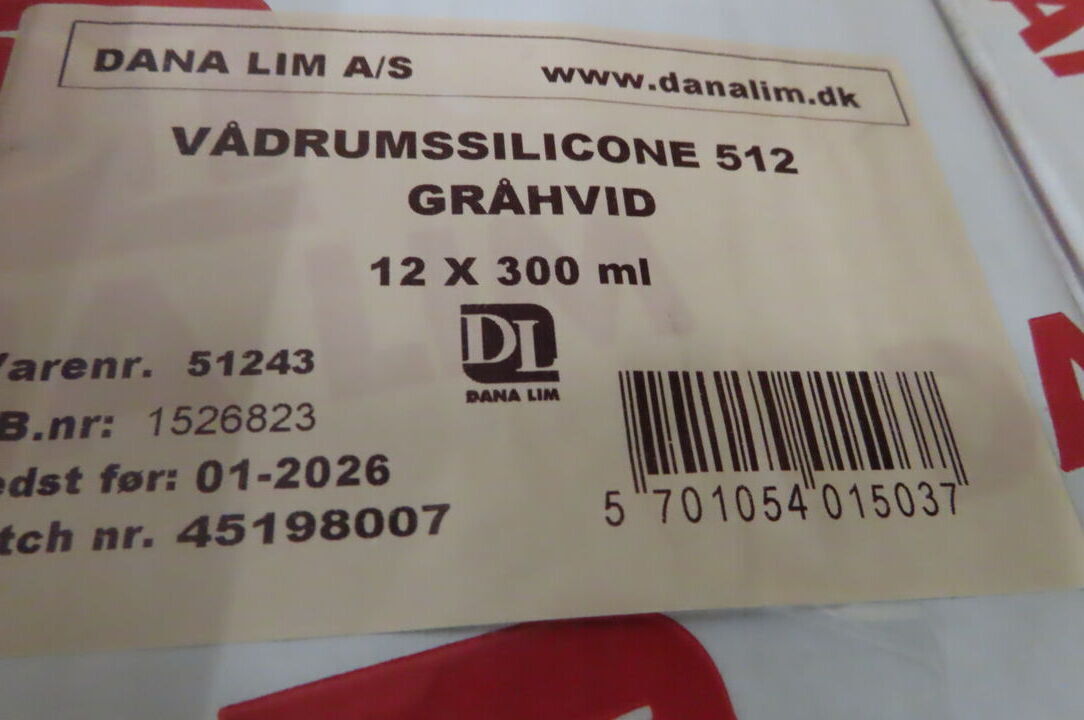 DANA LIM A/S www.danalim.dk
VÅDRUMSSILICONE 512
GRÅHVID
12 X 300 ml
DL
DANA LIM
Varenr. 51243
B.nr: 1526823
edst før: 01-2026
tch nr. 45198007
5 701054 015037